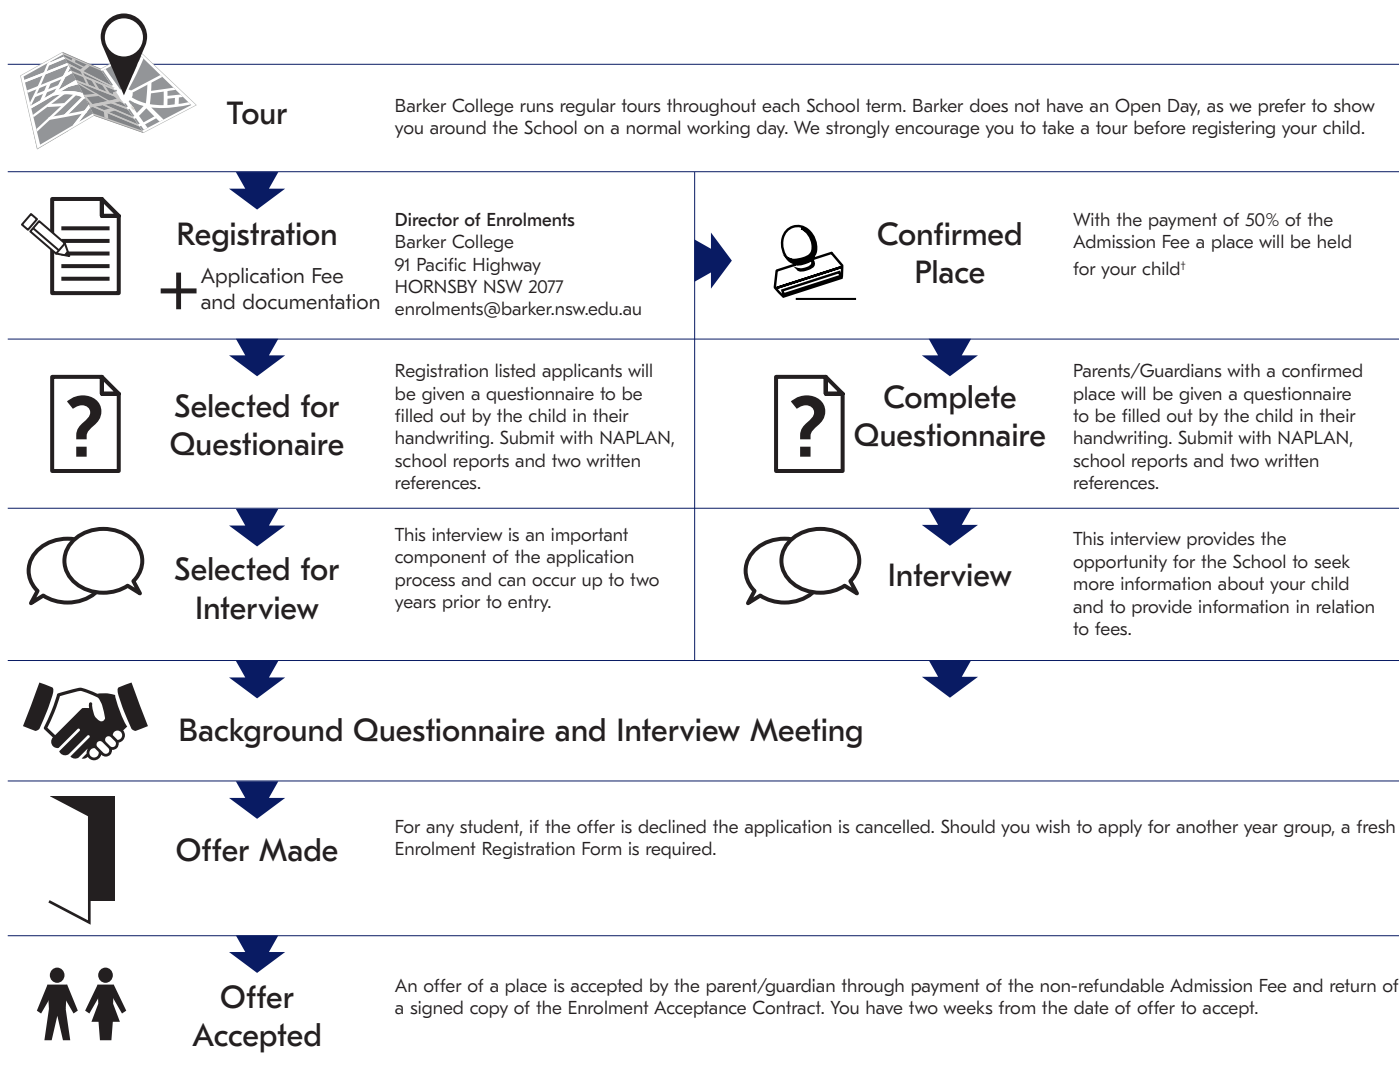 Tour
Barker College runs regular tours throughout each School term. Barker does not have an Open Day, as we prefer to show
you around the School on a normal working day. We strongly encourage you to take a tour before registering your child.
Registration
+ Application Fee
and documentation
Director of Enrolments
Barker College
91 Pacific Highway
HORNSBY NSW 2077
enrolments@barker.nsw.edu.au
Confirmed
Place
With the payment of 50% of the
Admission Fee a place will be held
for your child†
?
Selected for
Questionaire
Registration listed applicants will
be given a questionnaire to be
filled out by the child in their
handwriting. Submit with NAPLAN,
school reports and two written
references.
?
Complete
Questionnaire
Parents/Guardians with a confirmed
place will be given a questionnaire
to be filled out by the child in their
handwriting. Submit with NAPLAN,
school reports and two written
references.
Selected for
Interview
This interview is an important
component of the application
process and can occur up to two
years prior to entry.
Interview
This interview provides the
opportunity for the School to seek
more information about your child
and to provide information in relation
to fees.
Background Questionnaire and Interview Meeting
Offer Made
For any student, if the offer is declined the application is cancelled. Should you wish to apply for another year group, a fresh
Enrolment Registration Form is required.
Offer
Accepted
An offer of a place is accepted by the parent/guardian through payment of the non-refundable Admission Fee and return of
a signed copy of the Enrolment Acceptance Contract. You have two weeks from the date of offer to accept.